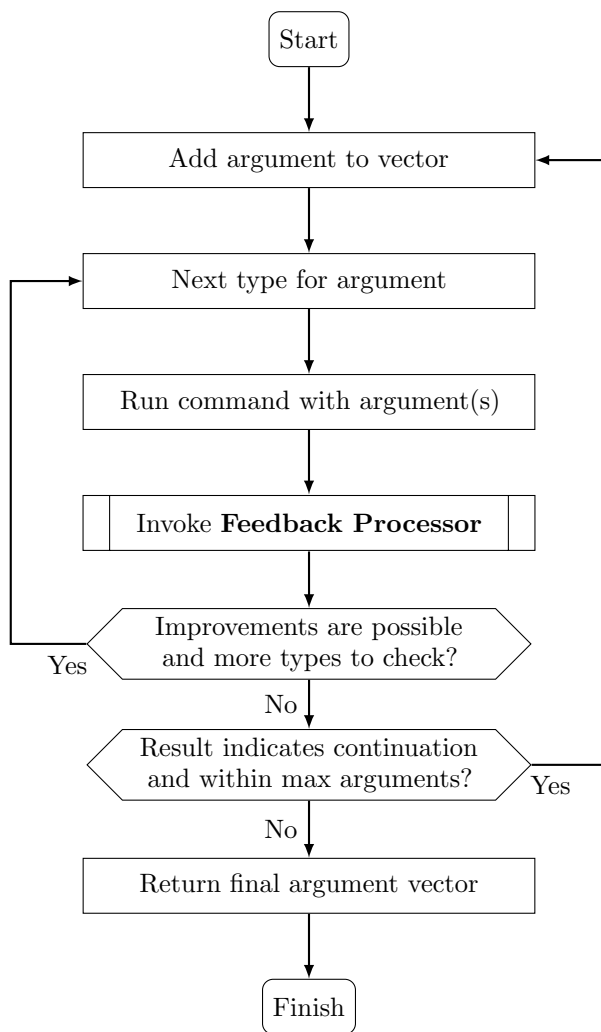 Start
Add argument to vector
Next type for argument
Run command with argument(s)
Invoke Feedback Processor
Improvements are possible
and more types to check?
Yes
No
Result indicates continuation
and within max arguments?
Yes
No
Return final argument vector
Finish